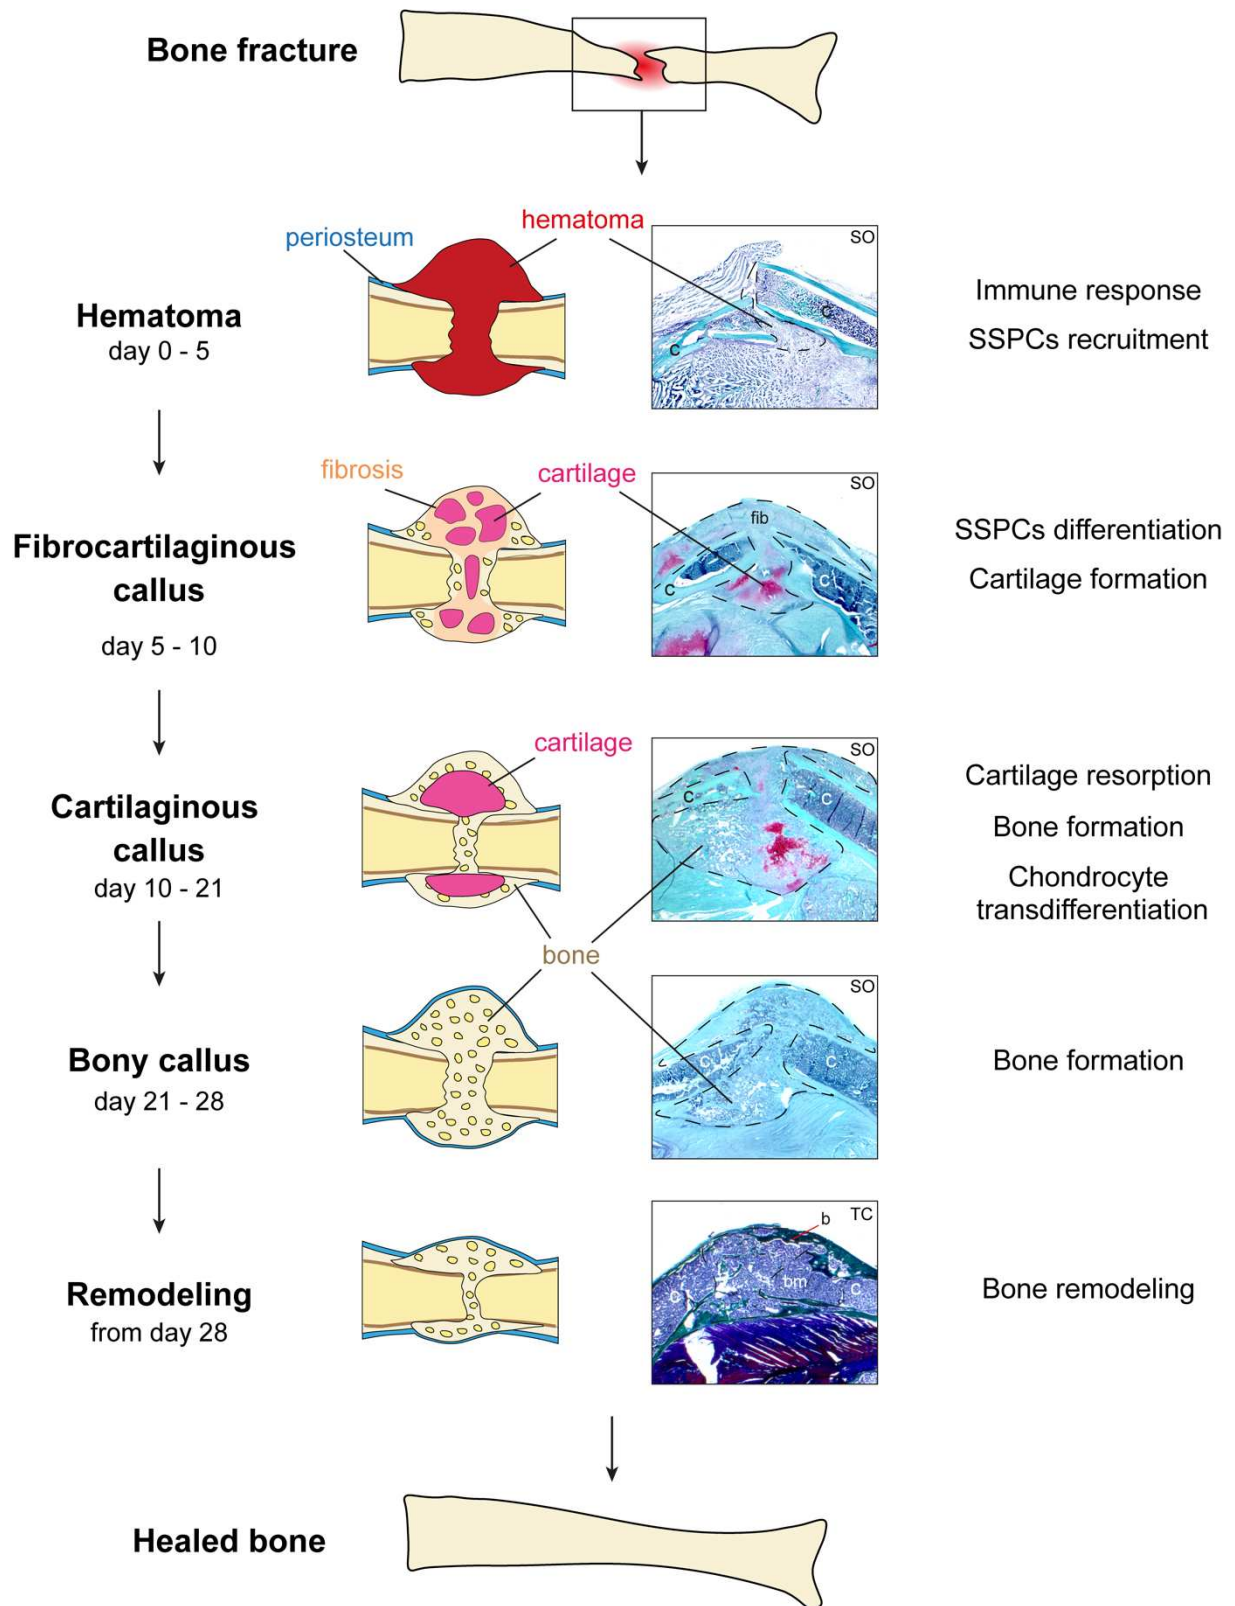 Bone fracture
periosteum
hematoma
SO
C
C
Hematoma
day 0 - 5
Immune response
SSPCs recruitment
fibrosis
cartilage
SO
fib
C
C
Fibrocartilaginous
callus
day 5 - 10
SSPCs differentiation
Cartilage formation
cartilage
SO
C
C
Cartilaginous
callus
day 10 - 21
Cartilage resorption
Bone formation
Chondrocyte
transdifferentiation
bone
SO
C
C
Bony callus
day 21 - 28
Bone formation
b
TC
C
bm
C
Remodeling
from day 28
Bone remodeling
Healed bone